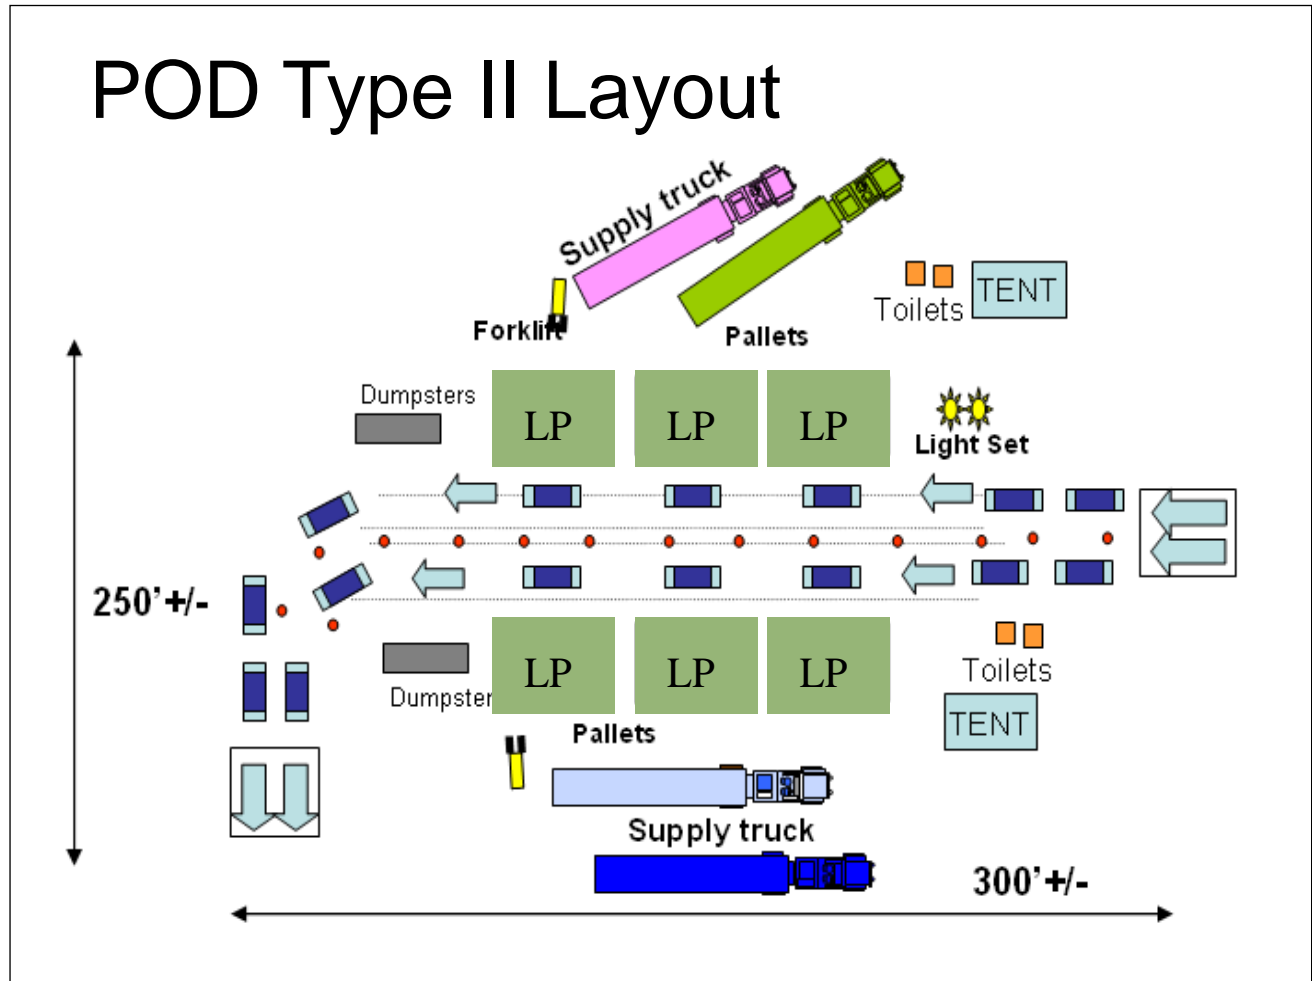 POD Type II Layout
Supply truck
Toilets
TENT
Forklift
Pallets
Dumpsters
LP
LP
LP
Light Set
250'+/-
LP
LP
LP
Dumpster
Toilets
TENT
Pallets
Supply truck
300'+/-